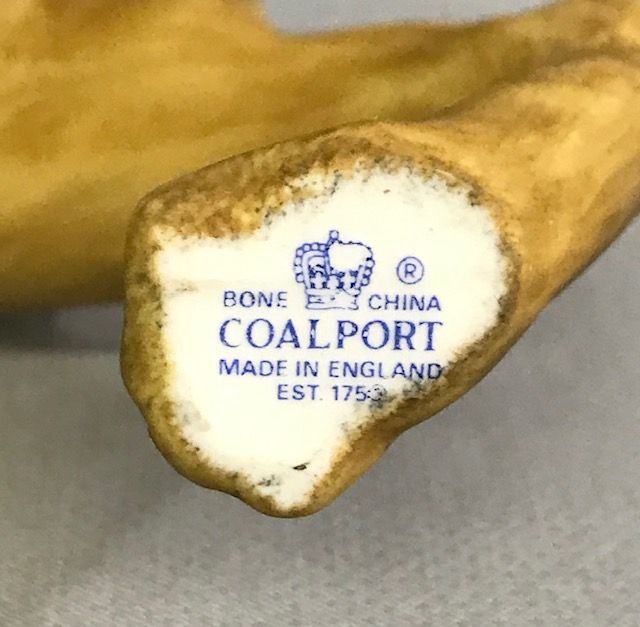 ®
BONE CHINA
COALPORT
MADE IN ENGLAND
EST.